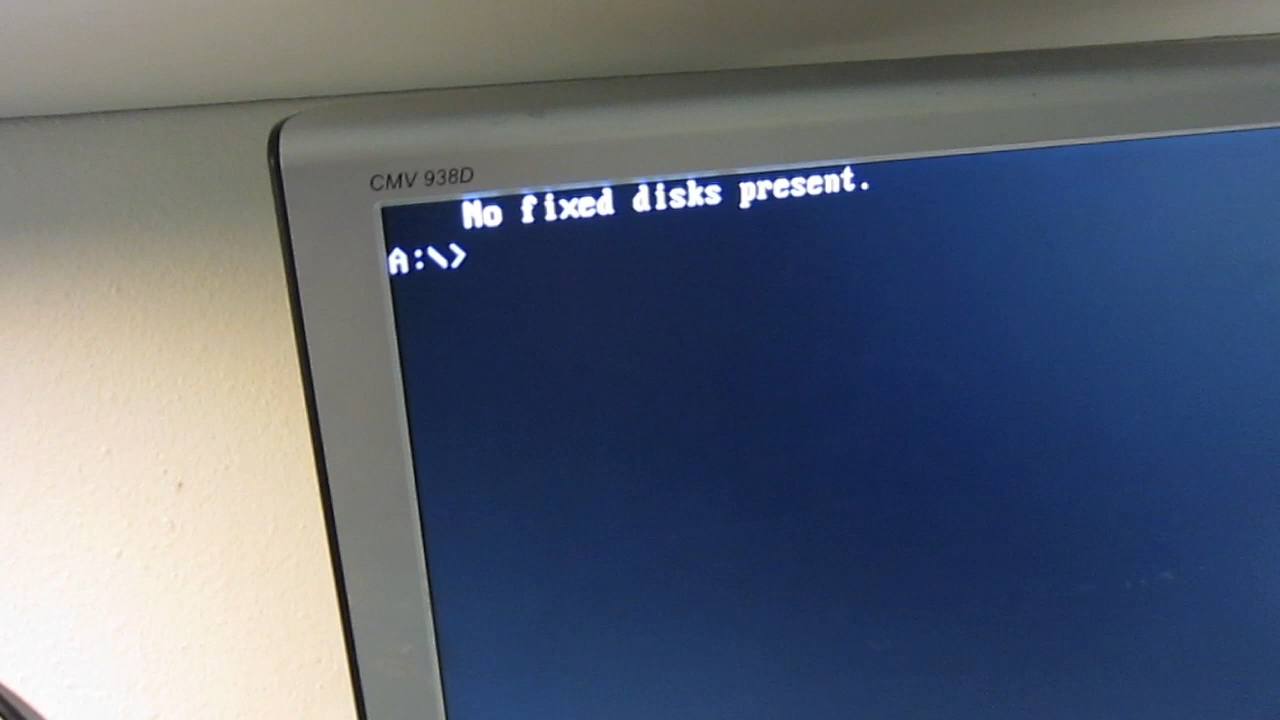 CMV 938D
No fixed disks present.
A:\>